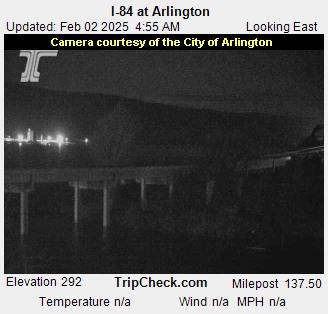 I-84 at Arlington
Updated: Feb 02 2025 4:55 AM Looking East
Camera courtesy of the City of Arlington
Elevation 292 TripCheck.com Milepost 137.50
Temperature n/a Wind n/a MPH n/a